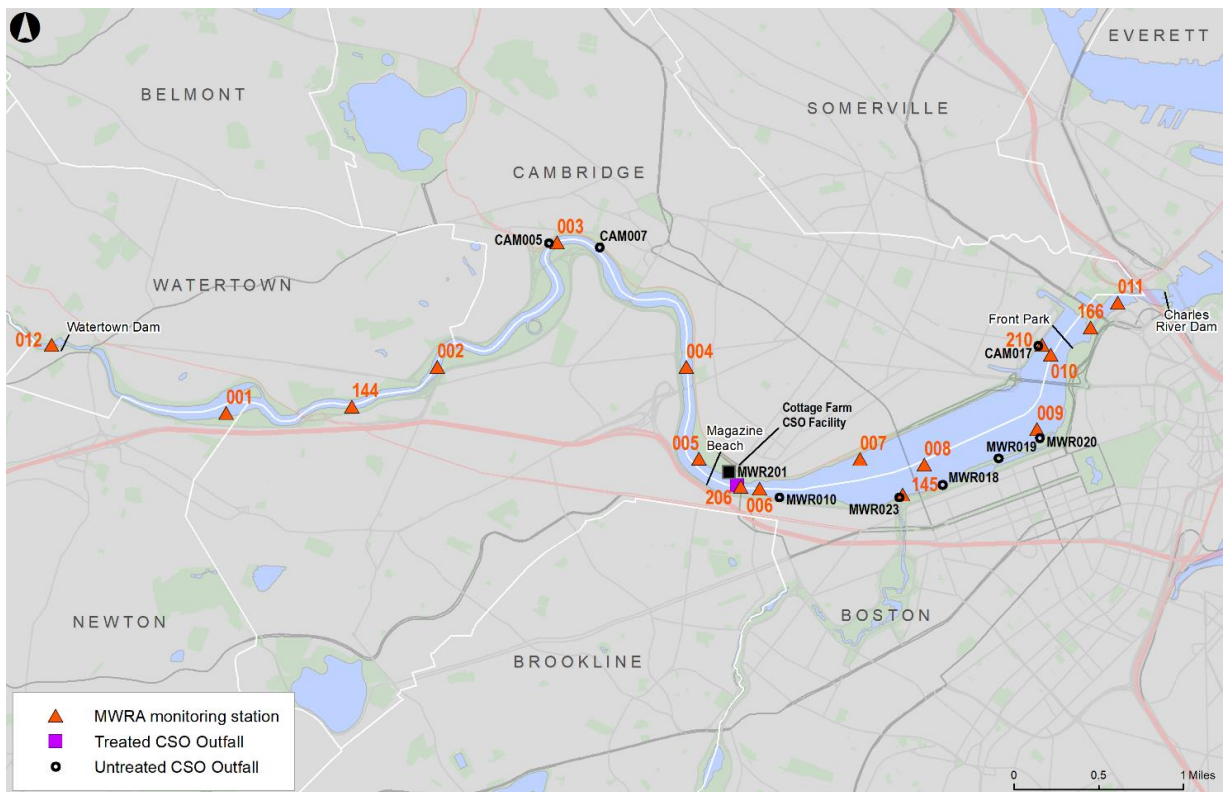 EVERETT
BELMONT
SOMERVILLE
CAMBRIDGE
003
CAM005
CAM007
WATERTOWN
011
Front Park
166
Charles
River Dam
012
Watertown Dam
210
CAM017
010
002
004
001
144
Cottage Farm
CSO Facility
009
Magazine
Beach
007
MWR019
MWR020
005
008
MWR201
145
MWR018
206
006
MWR010
MWR023
NEWTON
BOSTON
BROOKLINE
MWRA monitoring station
Treated CSO Outfall
Untreated CSO Outfall
0 0.5 1 Miles